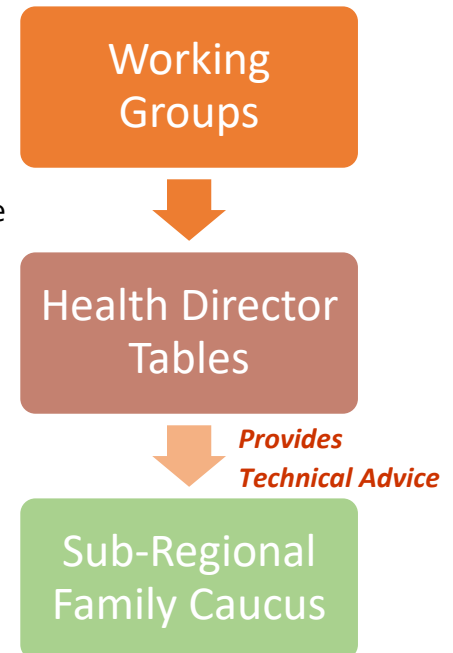 Working
Groups
e
Health Director
Tables
Provides
Technical Advice
Sub-Regional
Family Caucus